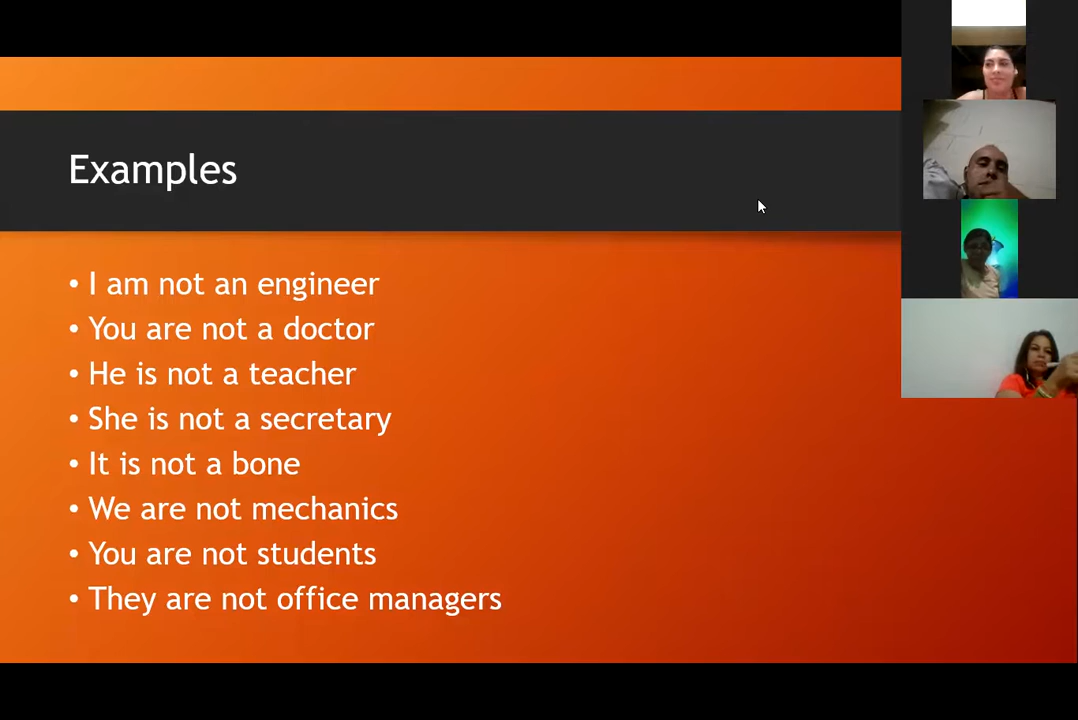 Examples
• I am not an engineer
• You are not a doctor
• He is not a teacher
• She is not a secretary
• It is not a bone
• We are not mechanics
• You are not students
• They are not office managers